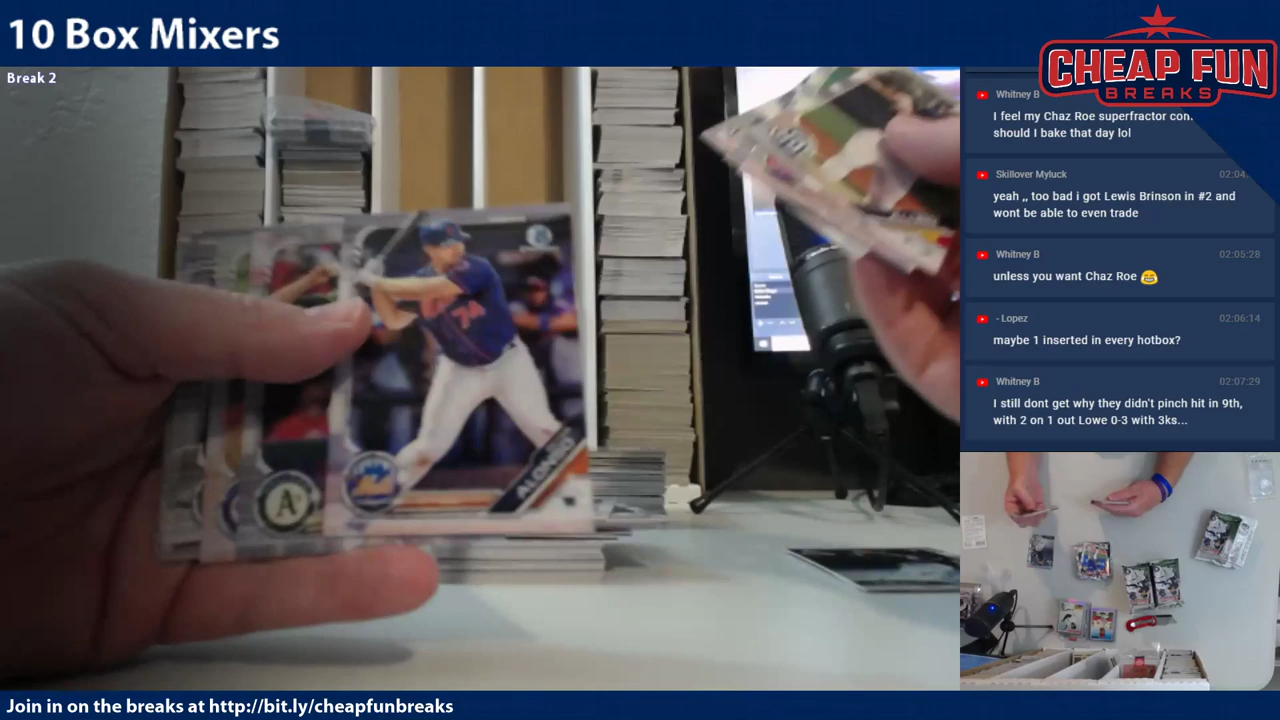 10 Box Mixers
CHEAP FUN
BREAKS
Break 2
Whitney B
I feel my Chaz Roe superfractor
should I bake that day lol
Skillover Myluck
yeah ,, too bad i got Lewis Brinson in #2 and
wont be able to even trade
Whitney B 02:05:28
unless you want Chaz Roe 😂
- Lopez 02:06:14
maybe 1 inserted in every hotbox?
Whitney B 02:07:29
I still dont get why they didn't pinch hit in 9th,
with 2 on 1 out Lowe 0-3 with 3ks...
74
Mets
A's
ALONSO
Join in on the breaks at http://bit.ly/cheapfunbreaks